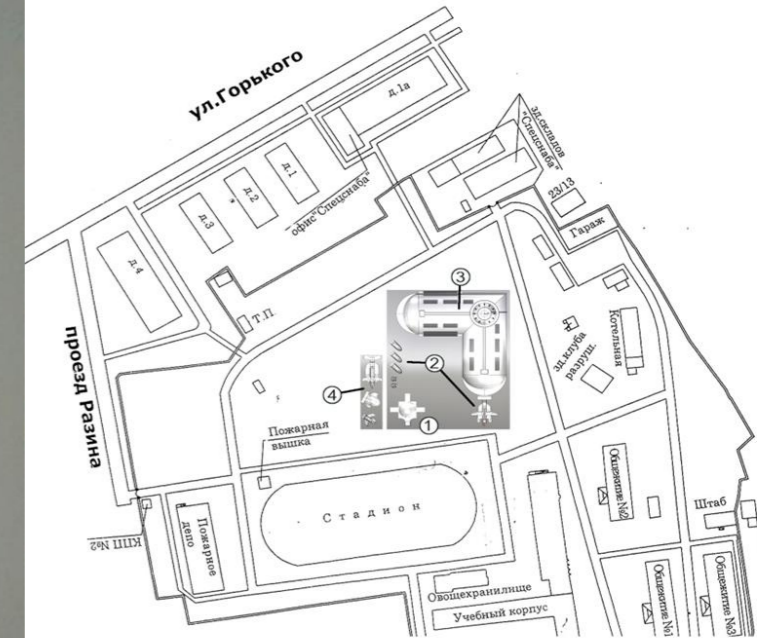 ул.Горького
д.1а
зд.складов
"Спецснаба"
д.1
д.2
д.3
офис"Спецснаба"
23/13
Гараж
д.4
Т.П.
проезд Разина
3
2
4
1
Котельная
зд.клуба
разруш.
Пожарная
вышка
Общежитие №2
Стадион
Штаб
КПП №2
Пожарное
депо
Овощехранилище
Учебный корпус
Общежитие №1
Общежитие №3